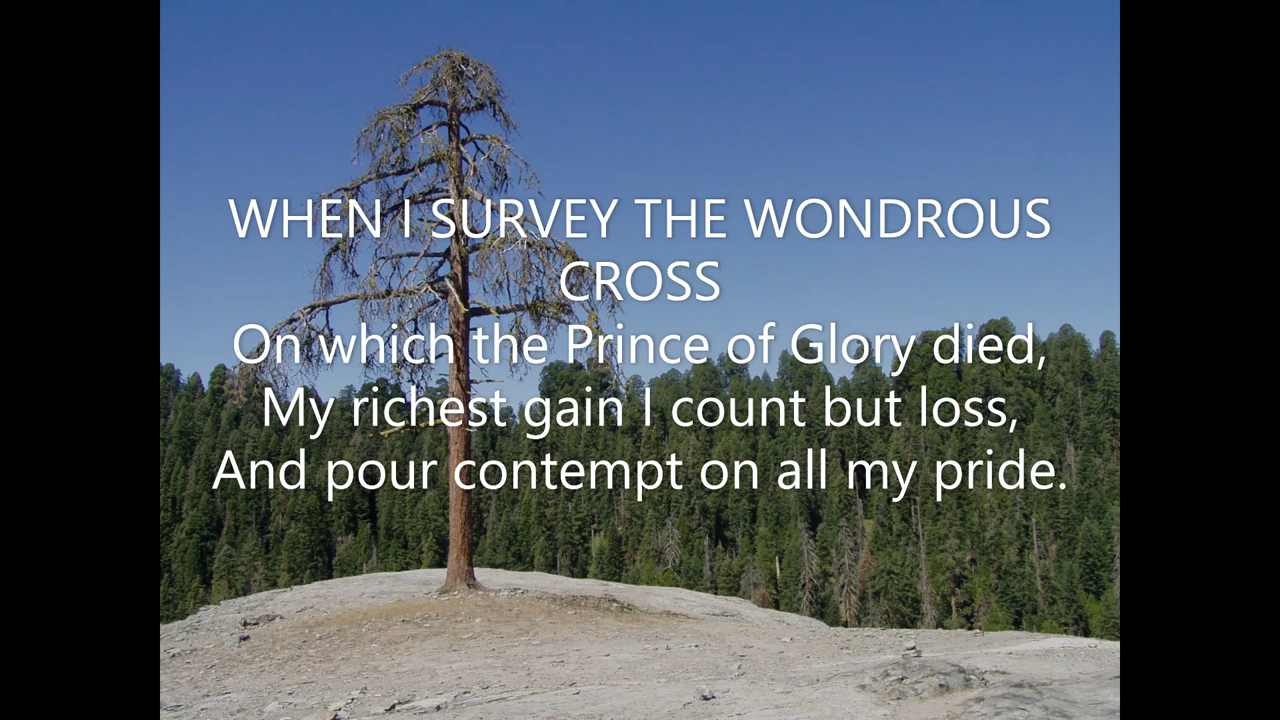 WHEN I SURVEY THE WONDROUS
CROSS
On which the Prince of Glory died,
My richest gain I count but loss,
And pour contempt on all my pride.